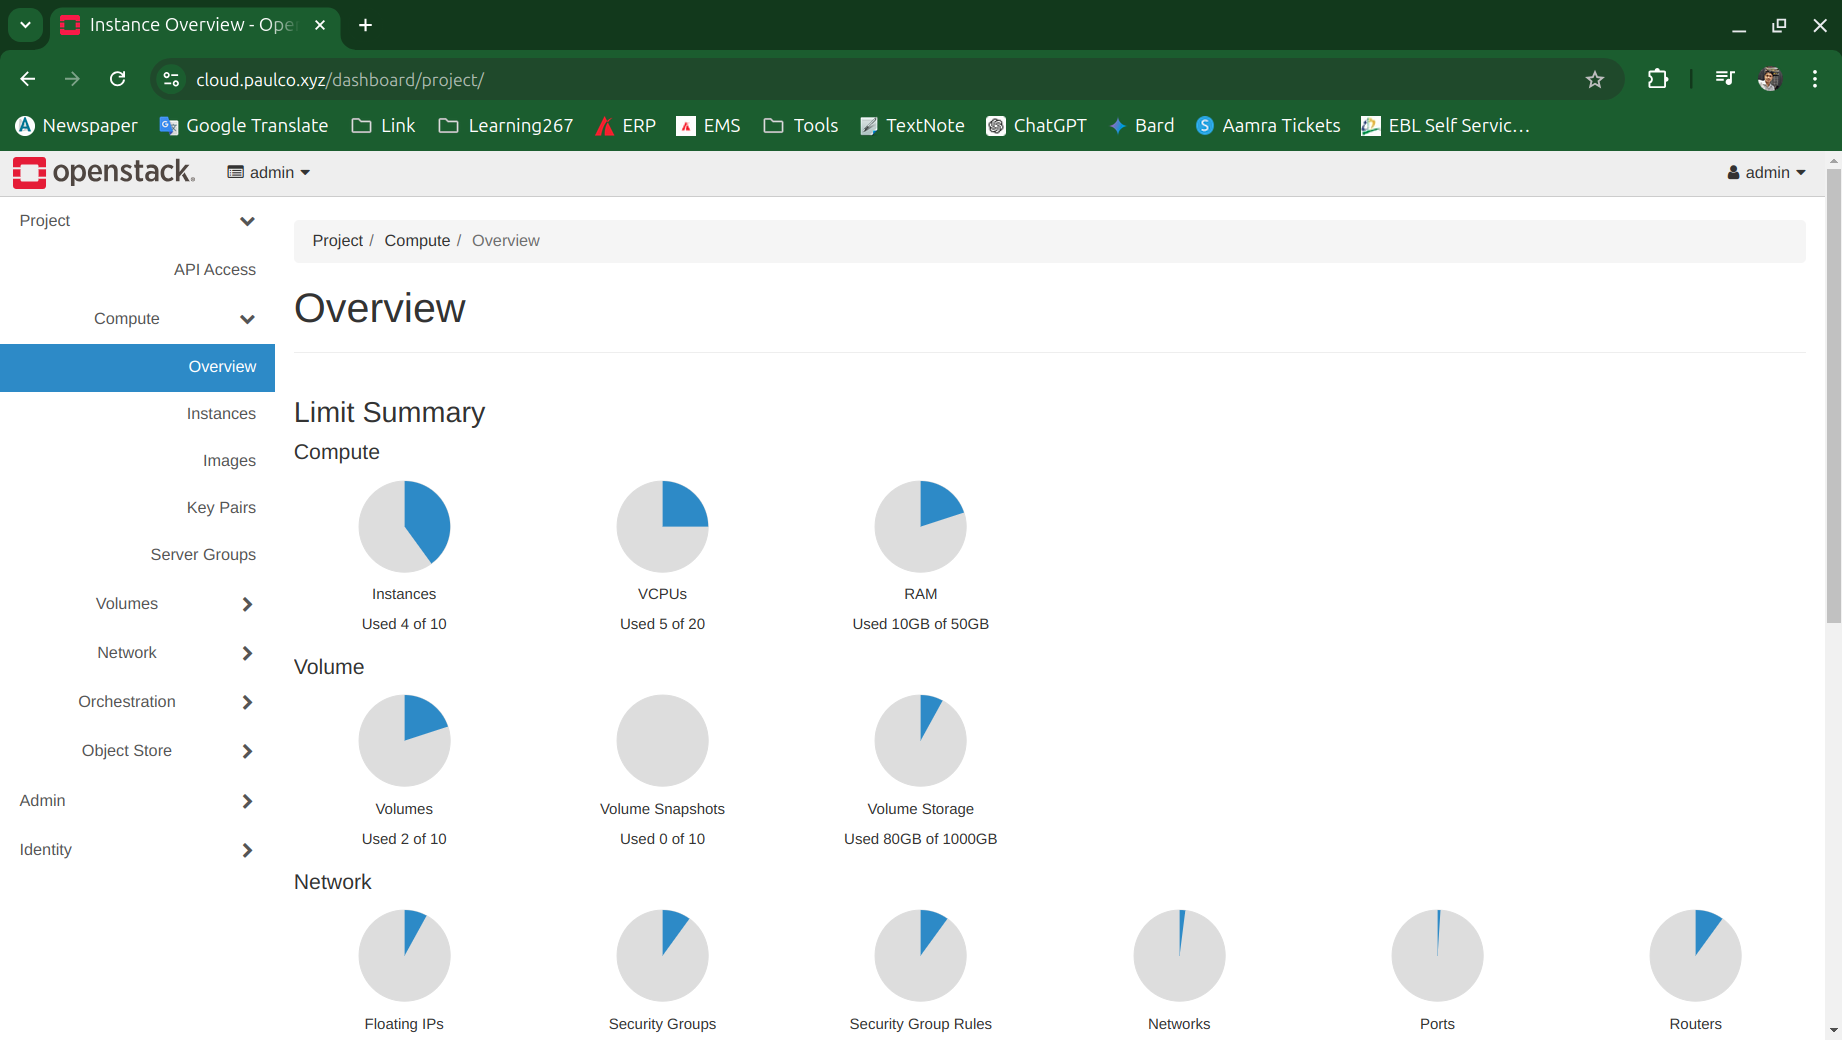 Instance Overview - Ope
cloud.paulco.xyz/dashboard/project/
Newspaper Google Translate Link Learning267 ERP EMS Tools TextNote ChatGPT Bard Aamra Tickets EBL Self Servic...
openstack. admin admin
Project
API Access
Compute
Overview
Instances
Images
Key Pairs
Server Groups
Volumes
Network
Orchestration
Object Store
Admin
Identity
Project / Compute / Overview
Overview
Limit Summary
Compute
Instances VCPUs RAM
Used 4 of 10 Used 5 of 20 Used 10GB of 50GB
Volume
Volumes Volume Snapshots Volume Storage
Used 2 of 10 Used 0 of 10 Used 80GB of 1000GB
Network
Floating IPs Security Groups Security Group Rules Networks Ports Routers